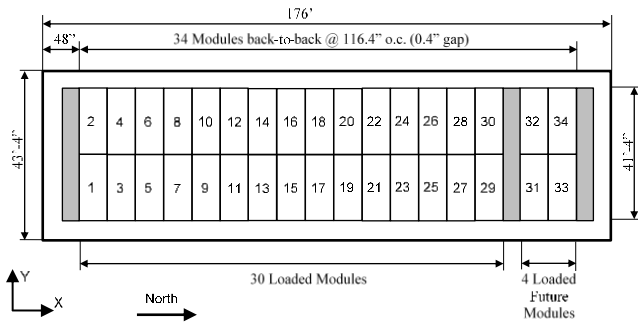 176’
48”
34 Modules back-to-back @ 116.4” o.c. (0.4” gap)
43’-4”
2 4 6 8 10 12 14 16 18 20 22 24 26 28 30 32 34
41’-4”
1 3 5 7 9 11 13 15 17 19 21 23 25 27 29 31 33
30 Loaded Modules
4 Loaded
Future
Modules
Y
X
North